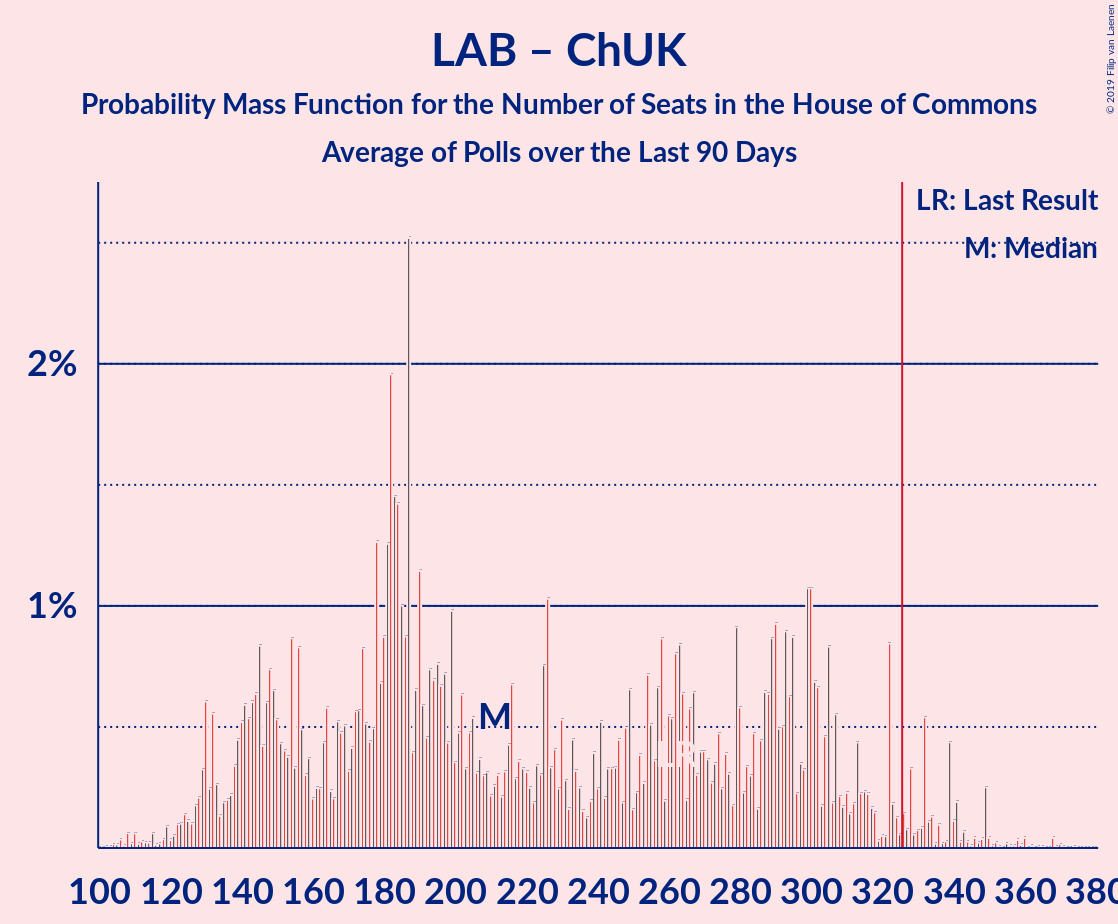 LAB – ChUK
Probability Mass Function for the Number of Seats in the House of Commons
Average of Polls over the Last 90 Days
© 2019 Filip van Laenen
LR: Last Result
M: Median
2%
1%
M
LR
100 120 140 160 180 200 220 240 260 280 300 320 340 360 380